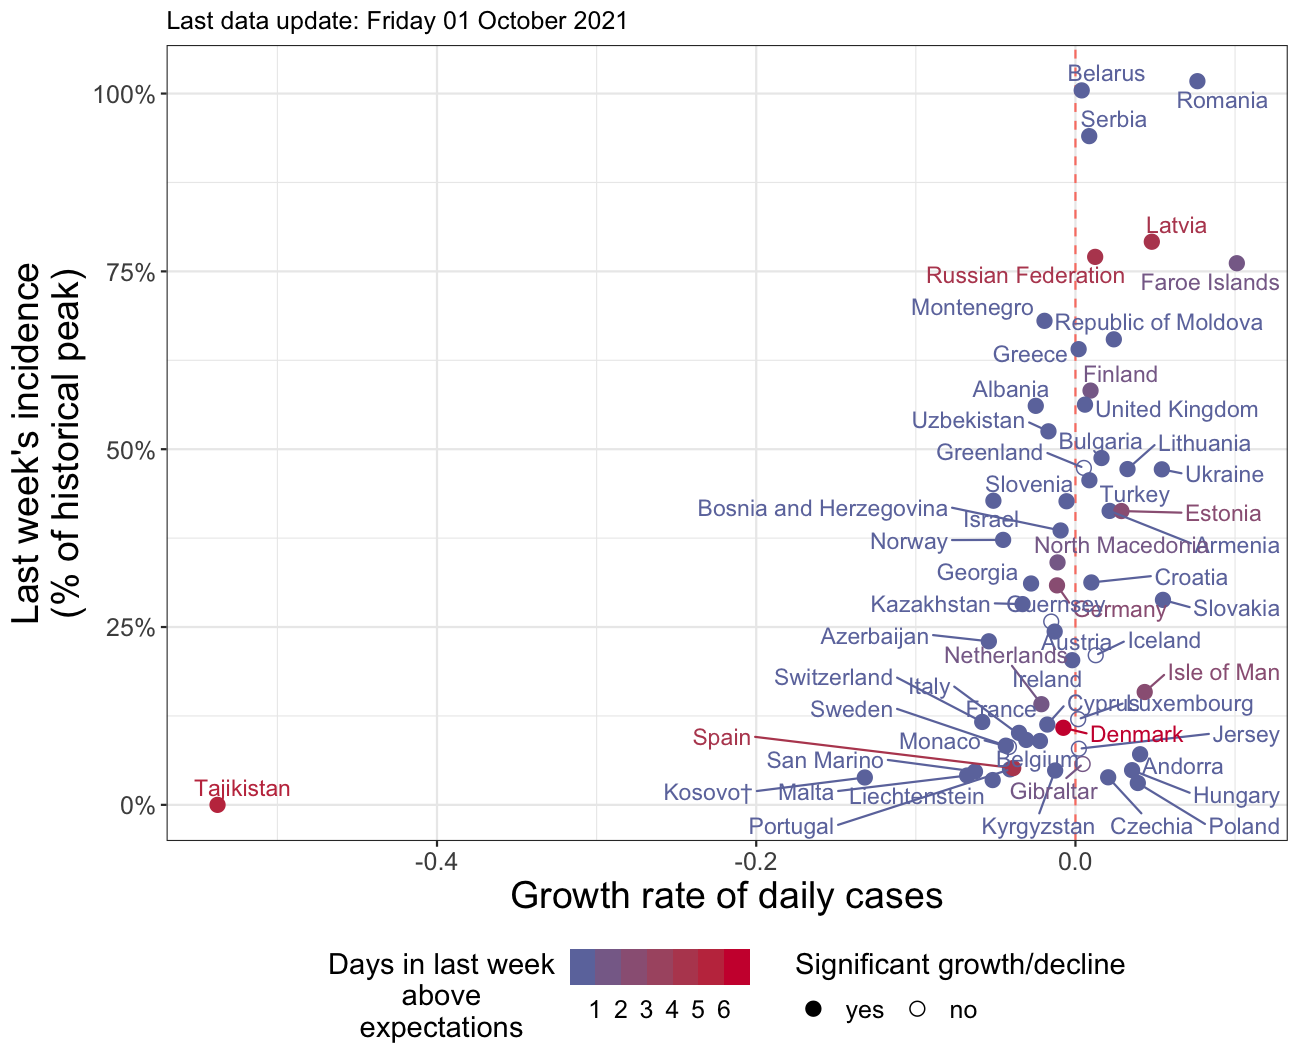 Last data update: Friday 01 October 2021
Last week's incidence
(% of historical peak)
100%
75%
50%
25%
0%
Belarus
Romania
Serbia
Latvia
Russian Federation
Faroe Islands
Montenegro
Republic of Moldova
Greece
Finland
Albania
United Kingdom
Uzbekistan
Bulgaria
Lithuania
Greenland
Ukraine
Slovenia
Turkey
Bosnia and Herzegovina
Israel
Estonia
Norway
North Macedonia
Armenia
Georgia
Croatia
Kazakhstan
Guernsey
Germany
Slovakia
Azerbaijan
Austria
Iceland
Netherlands
Switzerland
Ireland
Isle of Man
Italy
Sweden
France
Cyprus
Luxembourg
Spain
Monaco
Denmark
Jersey
San Marino
Belgium
Andorra
Tajikistan
Kosovo†
Malta
Liechtenstein
Gibraltar
Hungary
Portugal
Kyrgyzstan
Czechia
Poland
-0.4
-0.2
0.0
Growth rate of daily cases
Days in last week
above
expectations
1 2 3 4 5 6
Significant growth/decline
yes
no